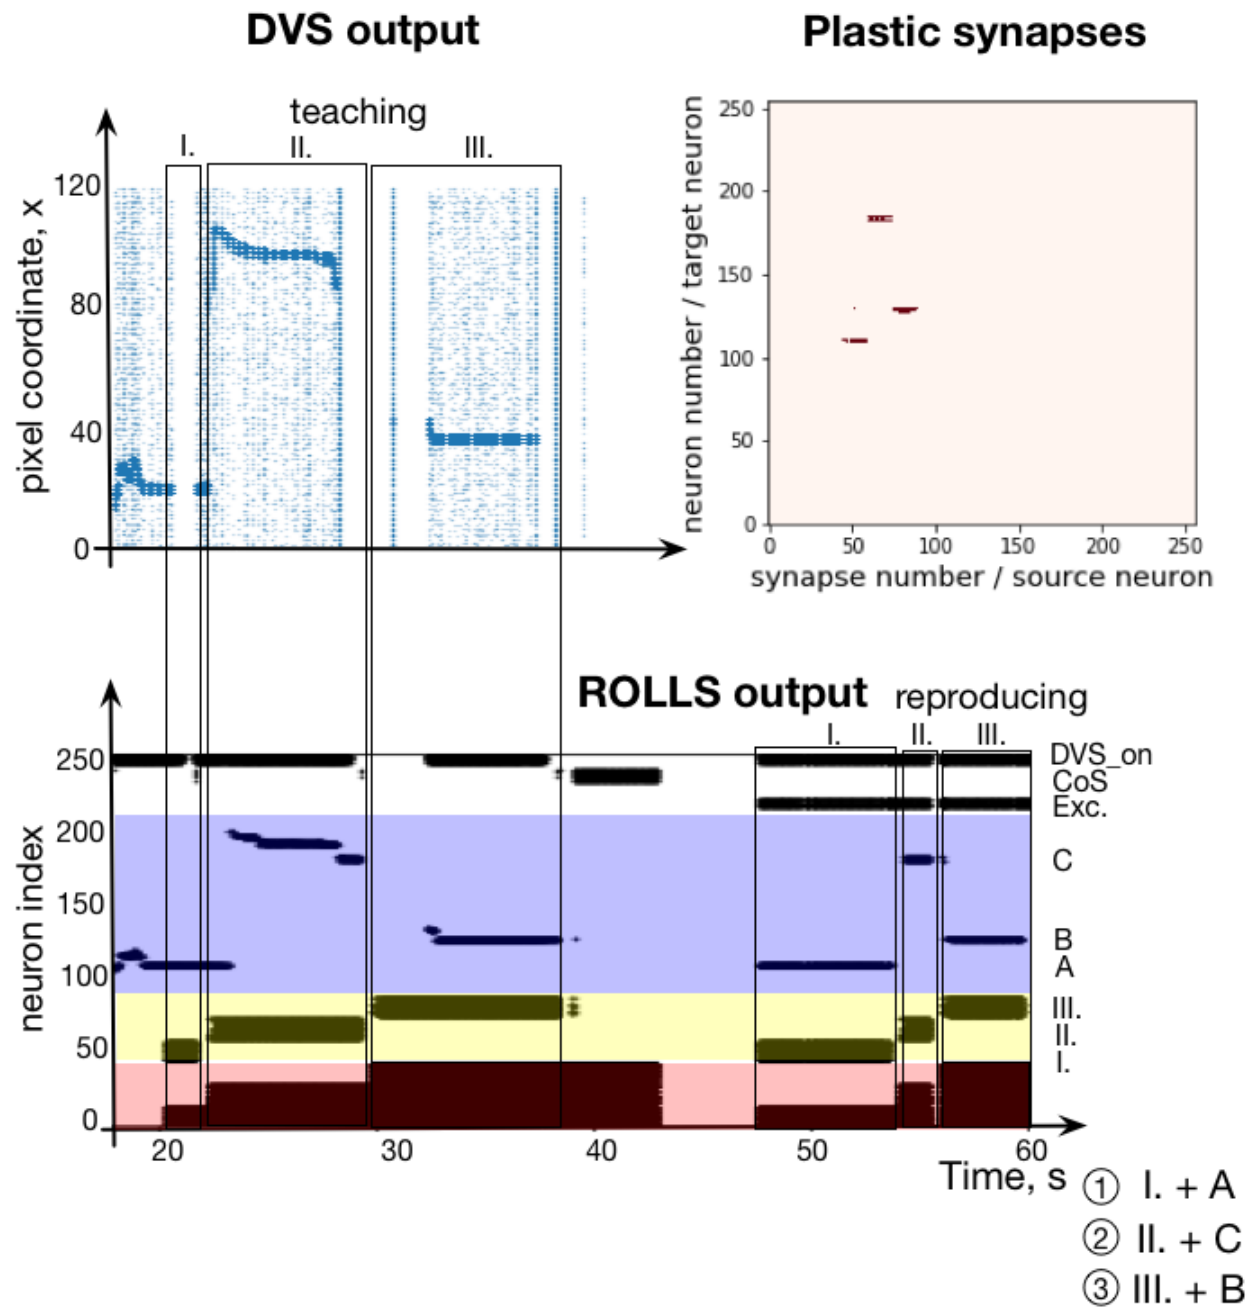 DVS output
teaching
I.
II.
III.
120
80
40
0
pixel coordinate, x
Plastic synapses
250
200
150
100
50
0
0 50 100 150 200 250
neuron number / target neuron
synapse number / source neuron
ROLLS output
reproducing
I.
II.
III.
250
200
150
100
50
0
neuron index
DVS_on
CoS
Exc.
C
B
A
III.
II.
I.
20 30 40 50 60
Time, s
1 I. + A
2 II. + C
3 III. + B